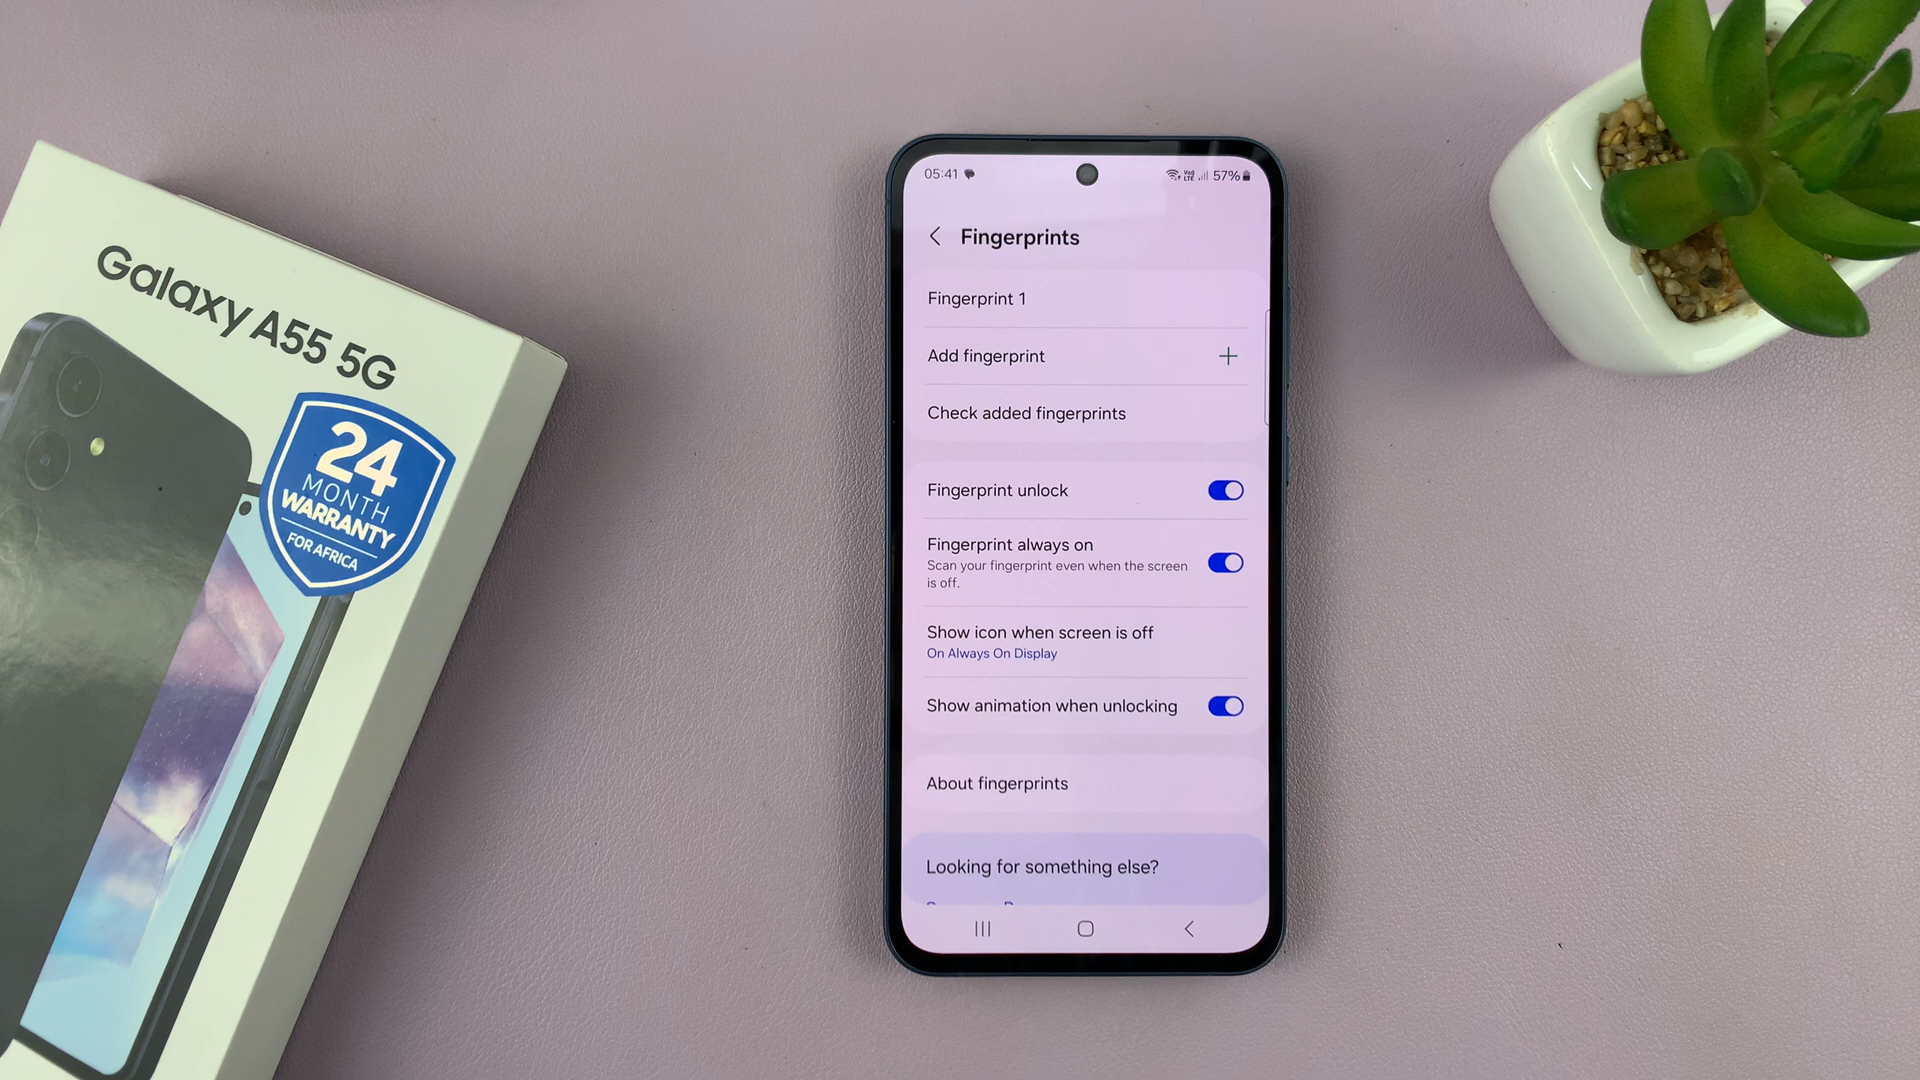 Galaxy A55 5G
24
MONTH
WARRANTY
FOR AFRICA
05:41
57%
Fingerprints
Fingerprint 1
Add fingerprint
Check added fingerprints
Fingerprint unlock
Fingerprint always on
Scan your fingerprint even when the screen
is off.
Show icon when screen is off
On Always On Display
Show animation when unlocking
About fingerprints
Looking for something else?